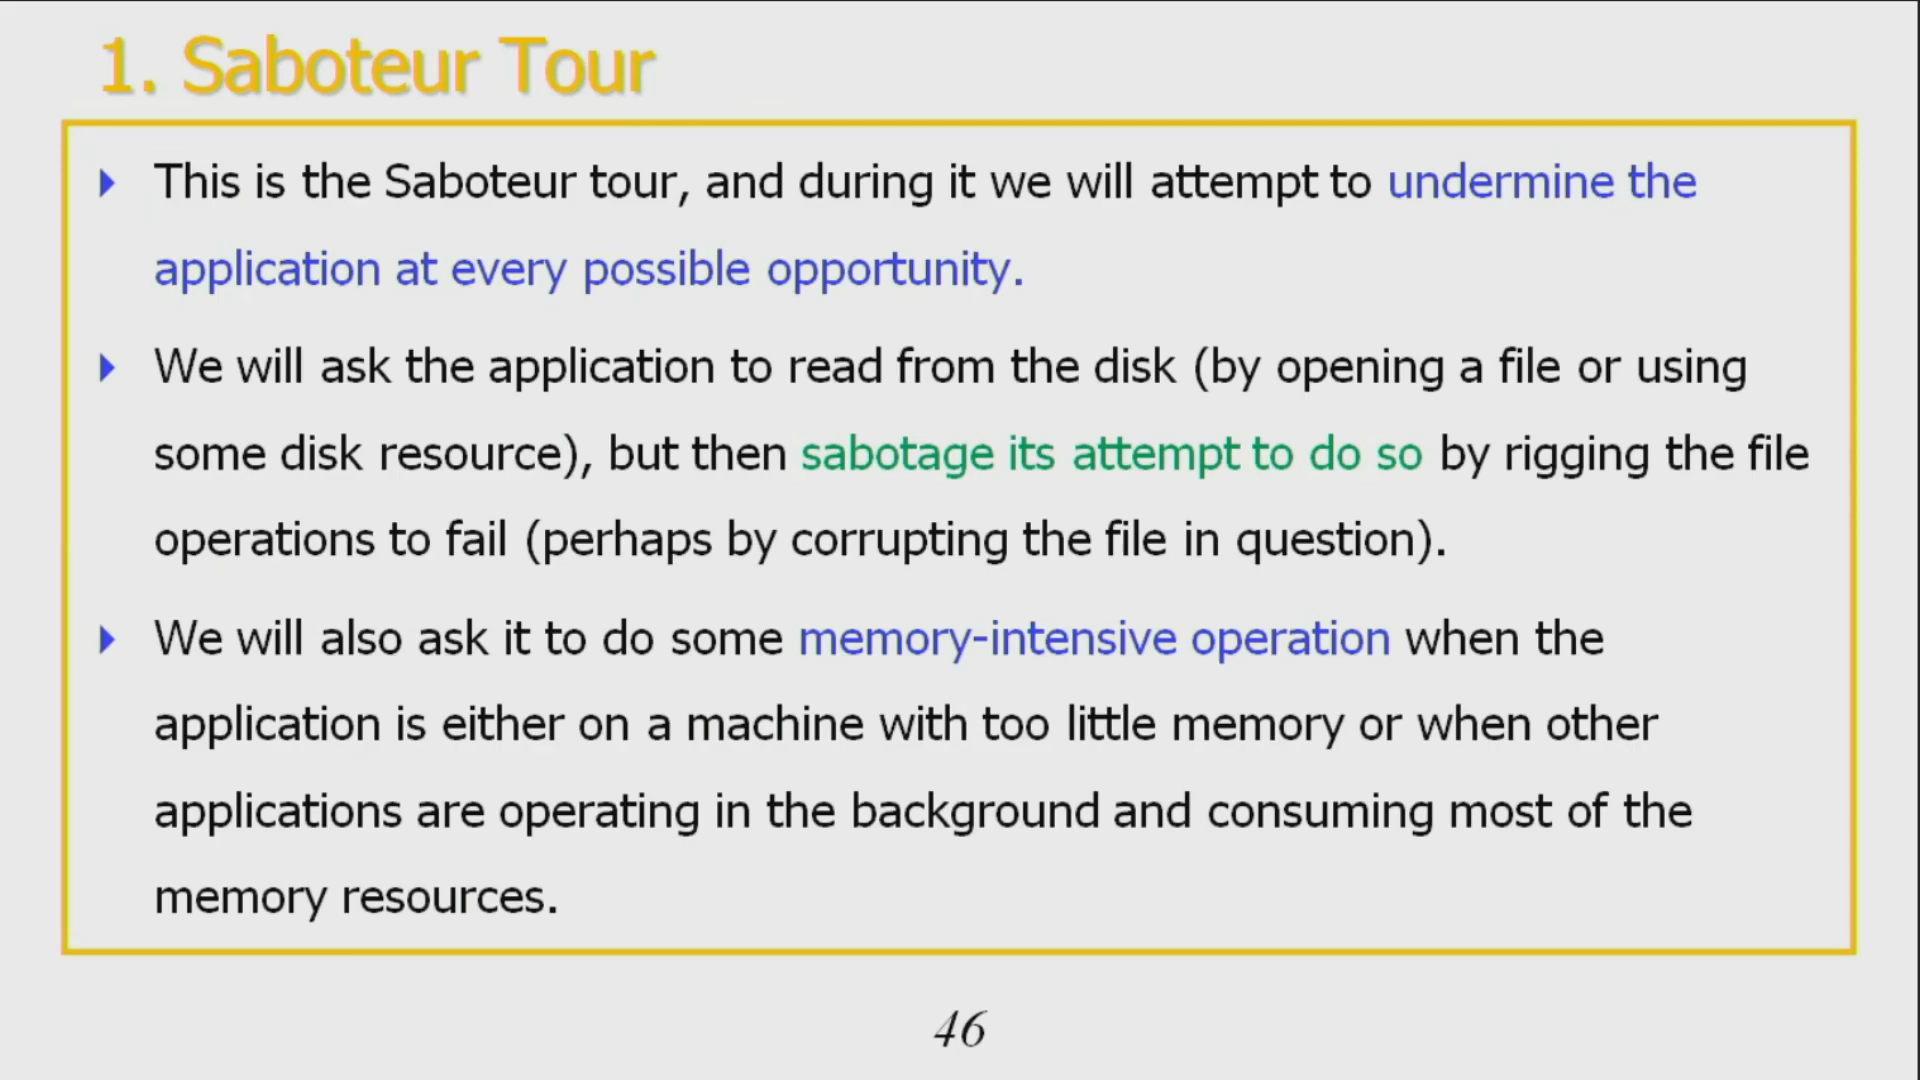 1. Saboteur Tour
This is the Saboteur tour, and during it we will attempt to undermine the
application at every possible opportunity.
We will ask the application to read from the disk (by opening a file or using
some disk resource), but then sabotage its attempt to do so by rigging the file
operations to fail (perhaps by corrupting the file in question).
We will also ask it to do some memory-intensive operation when the
application is either on a machine with too little memory or when other
applications are operating in the background and consuming most of the
memory resources.
46